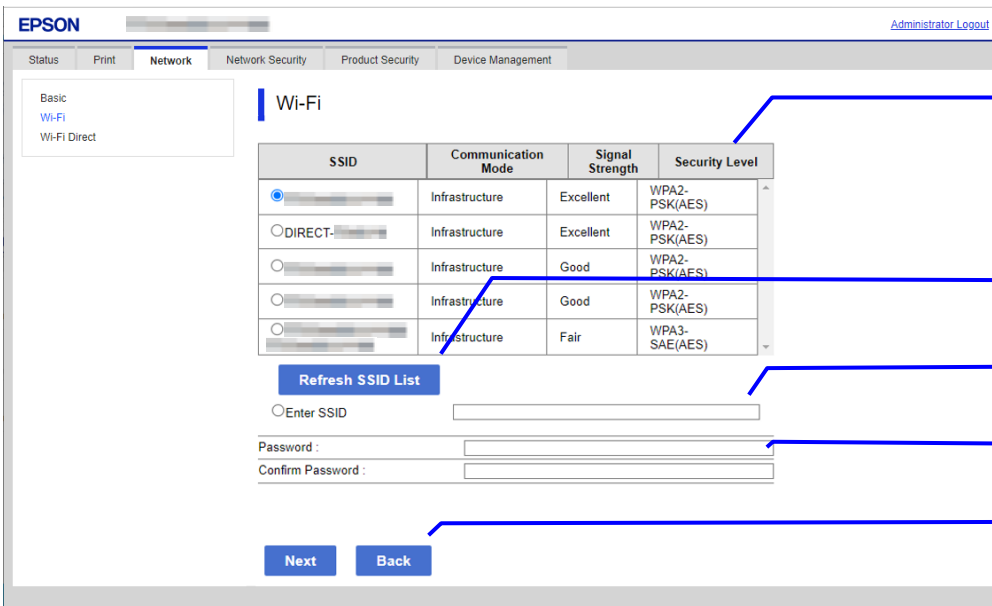 EPSON
Administrator Logout
Status Print Network Network Security Product Security Device Management
Basic
Wi-Fi
Wi-Fi Direct
Wi-Fi
SSID Communication Mode Signal Strength Security Level
Infrastructure Excellent WPA2-
PSK(AES)
DIRECT- Infrastructure Excellent WPA2-
PSK(AES)
Infrastructure Good WPA2-
PSK(AES)
Infrastructure Good WPA2-
PSK(AES)
Infrastructure Fair WPA3-
SAE(AES)
Refresh SSID List
Enter SSID
Password :
Confirm Password :
Next Back